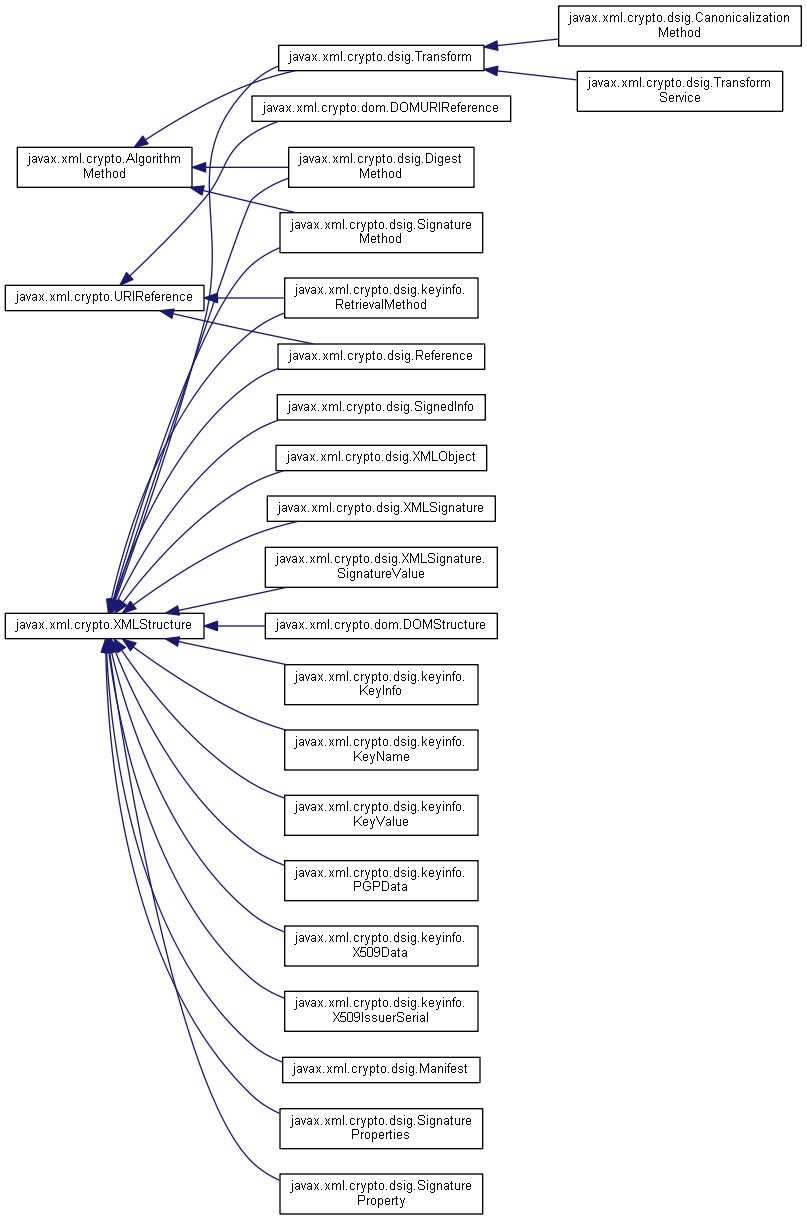 javax.xml.crypto.dsig.Canonicalization
Method
javax.xml.crypto.dsig.Transform
javax.xml.crypto.dsig.Transform
Service
javax.xml.crypto.dom.DOMURIReference
javax.xml.crypto.Algorithm
Method
javax.xml.crypto.dsig.Digest
Method
javax.xml.crypto.dsig.Signature
Method
javax.xml.crypto.URIReference
javax.xml.crypto.dsig.keyinfo.
RetrievalMethod
javax.xml.crypto.dsig.Reference
javax.xml.crypto.dsig.SignedInfo
javax.xml.crypto.dsig.XMLObject
javax.xml.crypto.dsig.XMLSignature
javax.xml.crypto.dsig.XMLSignature.
SignatureValue
javax.xml.crypto.XMLStructure
javax.xml.crypto.dom.DOMStructure
javax.xml.crypto.dsig.keyinfo.
KeyInfo
javax.xml.crypto.dsig.keyinfo.
KeyName
javax.xml.crypto.dsig.keyinfo.
KeyValue
javax.xml.crypto.dsig.keyinfo.
PGPData
javax.xml.crypto.dsig.keyinfo.
X509Data
javax.xml.crypto.dsig.keyinfo.
X509IssuerSerial
javax.xml.crypto.dsig.Manifest
javax.xml.crypto.dsig.Signature
Properties
javax.xml.crypto.dsig.Signature
Property